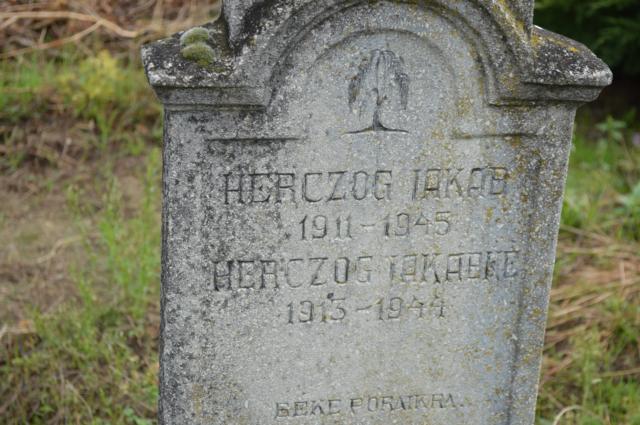 HERCZOG JAKAB
1911-1945
HERCZOG JAKABNÉ
1913-1944
BÉKE PORAIKRA.